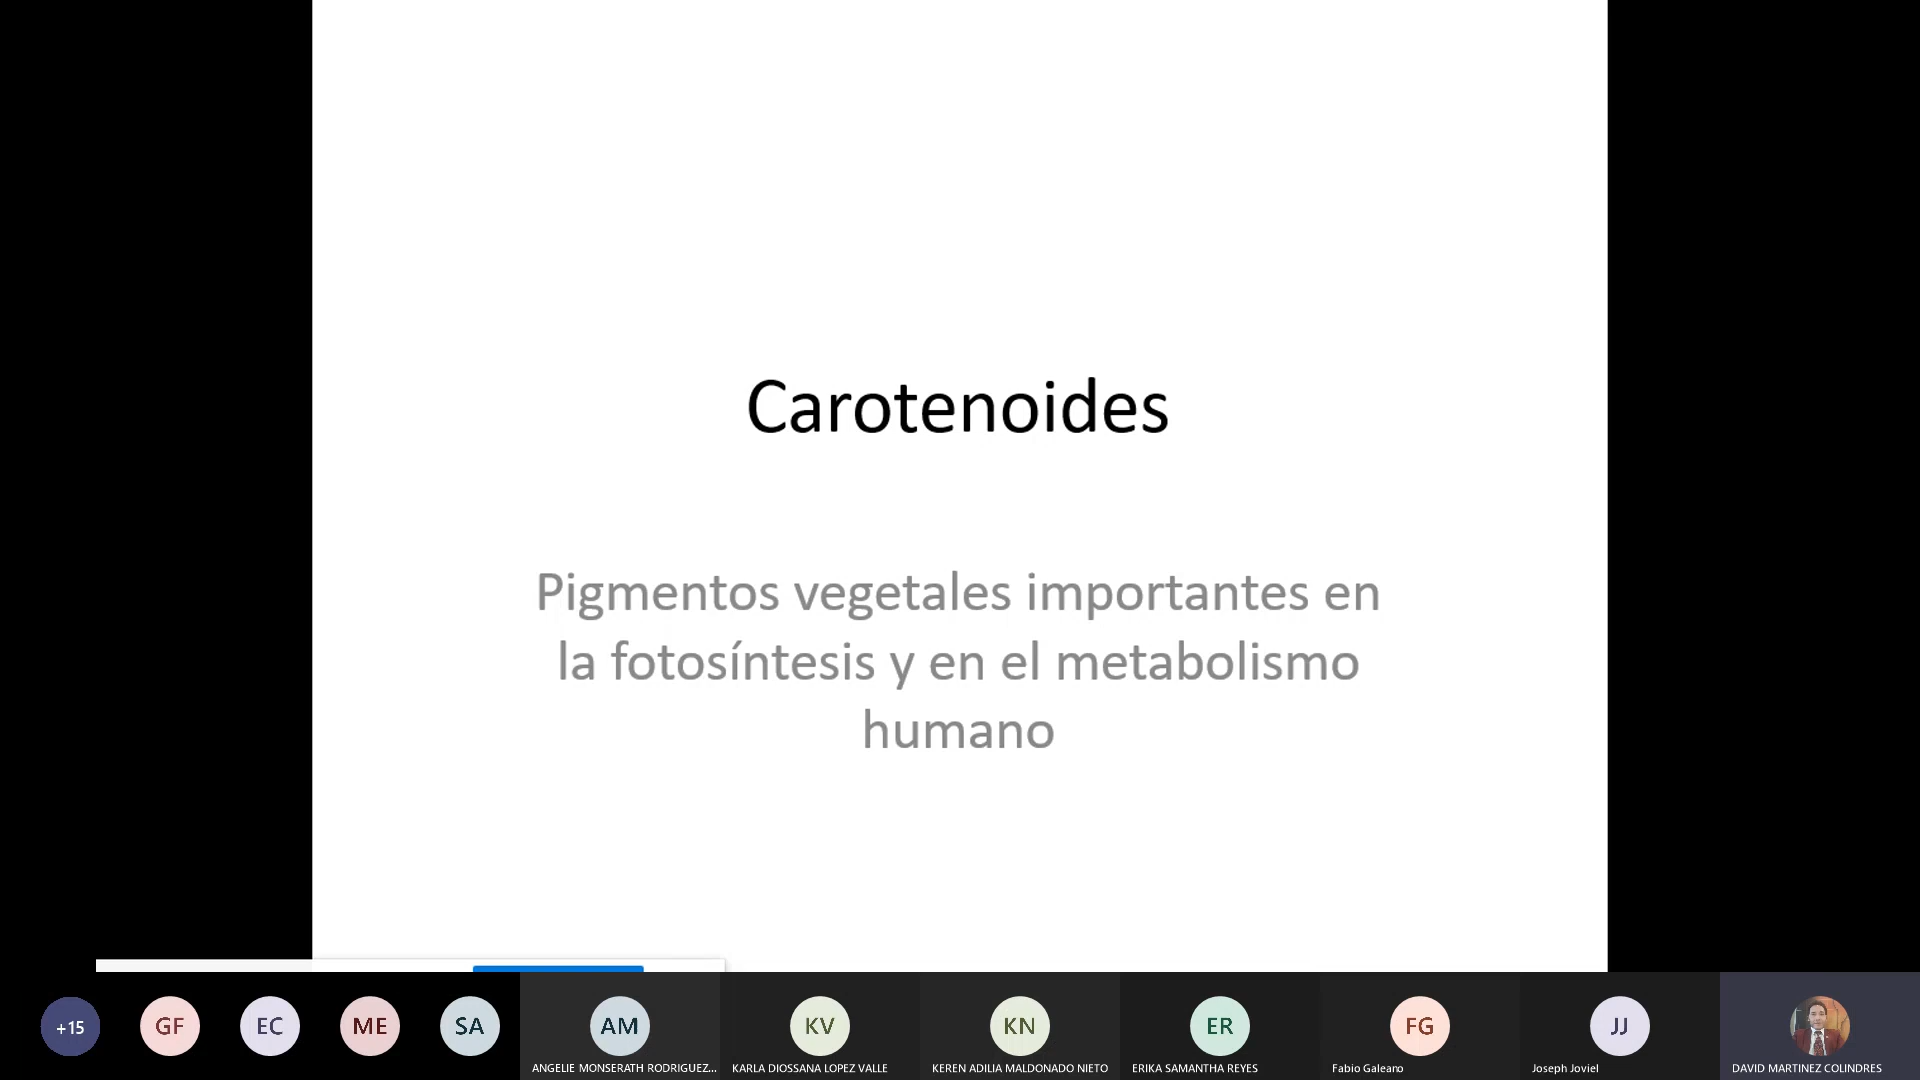 Carotenoides
Pigmentos vegetales importantes en
la fotosíntesis y en el metabolismo
humano
+15
GF
EC
ME
SA
AM
KV
KN
ER
FG
JJ
ANGELIE MONSERATH RODRIGUEZ...
KARLA DIOSSANA LOPEZ VALLE
KEREN ADILIA MALDONADO NIETO
ERIKA SAMANTHA REYES
Fabio Galeano
Joseph Joviel
DAVID MARTINEZ COLINDRES